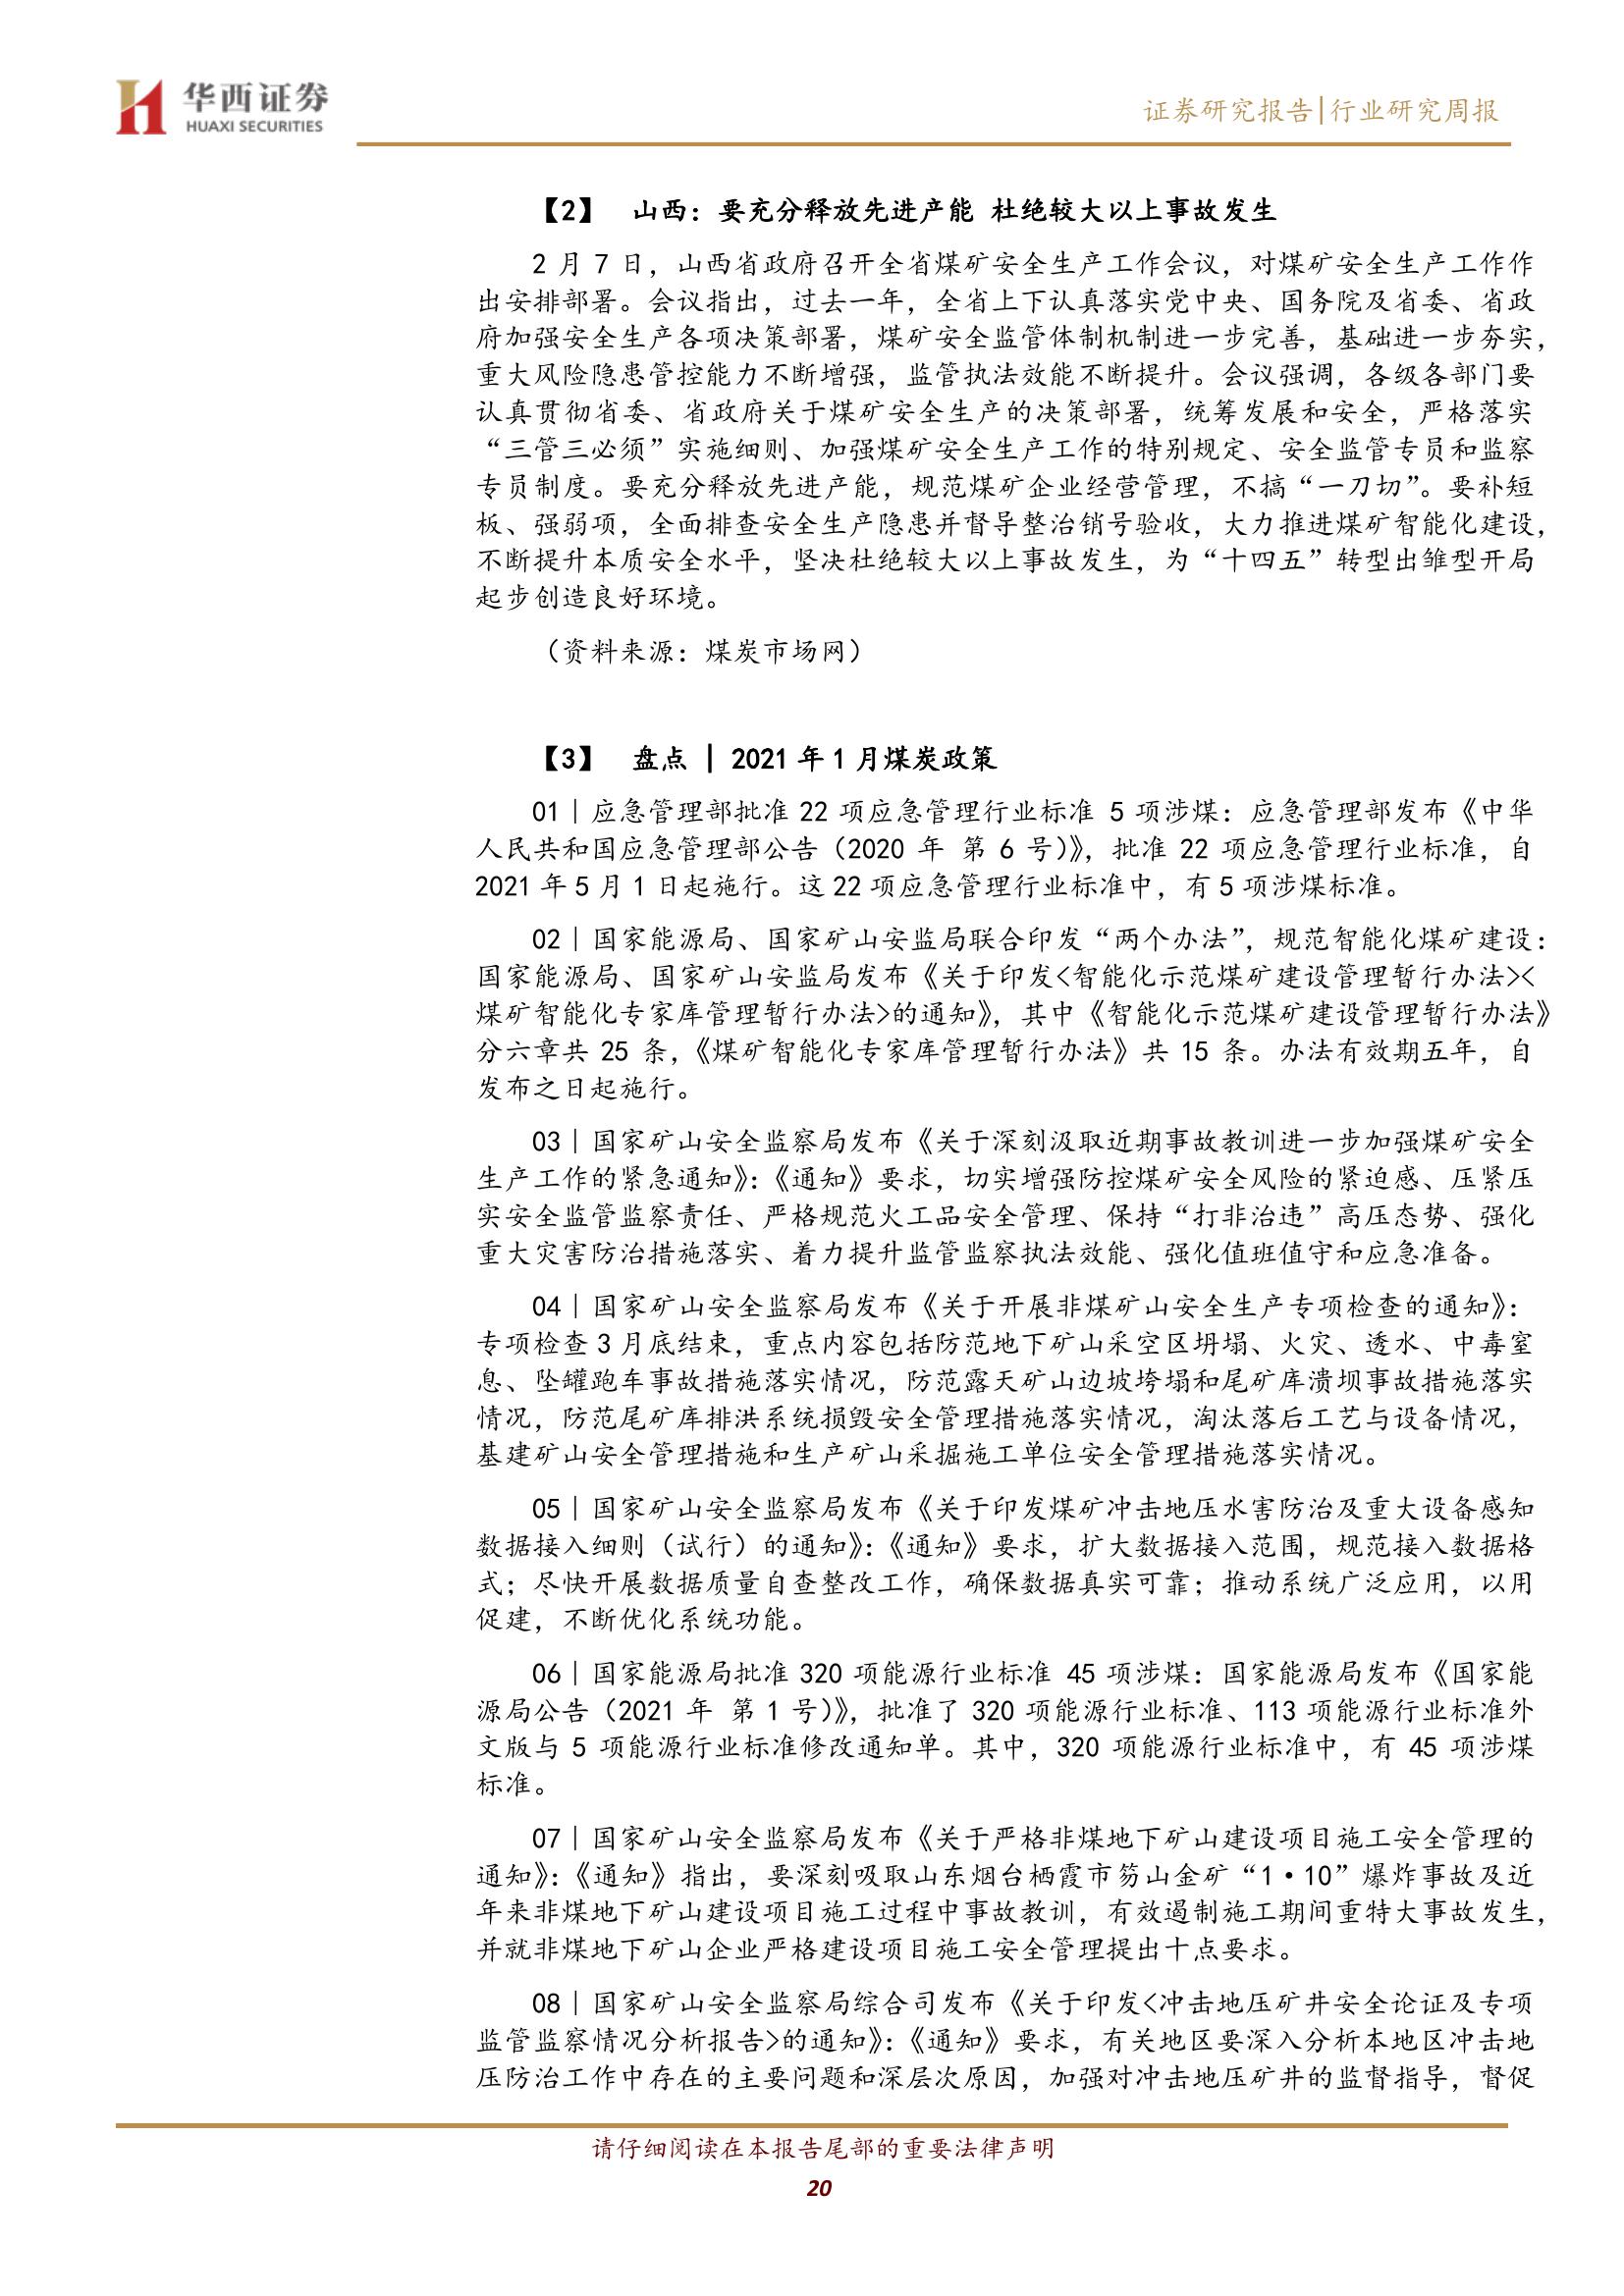 华西证券
HUAXI SECURITIES
证券研究报告|行业研究周报
【2】 山西：要充分释放先进产能 杜绝较大以上事故发生
2 月 7 日，山西省政府召开全省煤矿安全生产工作会议，对煤矿安全生产工作作
出安排部署。会议指出，过去一年，全省上下认真落实党中央、国务院及省委、省政
府加强安全生产各项决策部署，煤矿安全监管体制机制进一步完善，基础进一步夯实，
重大风险隐患管控能力不断增强，监管执法效能不断提升。会议强调，各级各部门要
认真贯彻省委、省政府关于煤矿安全生产的决策部署，统筹发展和安全，严格落实
“三管三必须”实施细则、加强煤矿安全生产工作的特别规定、安全监管专员和监察
专员制度。要充分释放先进产能，规范煤矿企业经营管理，不搞“一刀切”。要补短
板、强弱项，全面排查安全生产隐患并督导整治销号验收，大力推进煤矿智能化建设，
不断提升本质安全水平，坚决杜绝较大以上事故发生，为“十四五”转型出雏型开局
起步创造良好环境。
（资料来源：煤炭市场网）
【3】 盘点 | 2021 年 1 月煤炭政策
01｜应急管理部批准 22 项应急管理行业标准 5 项涉煤：应急管理部发布《中华
人民共和国应急管理部公告（2020 年 第 6 号）》，批准 22 项应急管理行业标准，自
2021 年 5 月 1 日起施行。这 22 项应急管理行业标准中，有 5 项涉煤标准。
02｜国家能源局、国家矿山安监局联合印发“两个办法”，规范智能化煤矿建设：
国家能源局、国家矿山安监局发布《关于印发<智能化示范煤矿建设管理暂行办法><
煤矿智能化专家库管理暂行办法>的通知》，其中《智能化示范煤矿建设管理暂行办法》
分六章共 25 条，《煤矿智能化专家库管理暂行办法》共 15 条。办法有效期五年，自
发布之日起施行。
03｜国家矿山安全监察局发布《关于深刻汲取近期事故教训进一步加强煤矿安全
生产工作的紧急通知》：《通知》要求，切实增强防控煤矿安全风险的紧迫感、压紧压
实安全监管监察责任、严格规范火工品安全管理、保持“打非治违”高压态势、强化
重大灾害防治措施落实、着力提升监管监察执法效能、强化值班值守和应急准备。
04｜国家矿山安全监察局发布《关于开展非煤矿山安全生产专项检查的通知》：
专项检查 3 月底结束，重点内容包括防范地下矿山采空区坍塌、火灾、透水、中毒窒
息、坠罐跑车事故措施落实情况，防范露天矿山边坡垮塌和尾矿库溃坝事故措施落实
情况，防范尾矿库排洪系统损毁安全管理措施落实情况，淘汰落后工艺与设备情况，
基建矿山安全管理措施和生产矿山采掘施工单位安全管理措施落实情况。
05｜国家矿山安全监察局发布《关于印发煤矿冲击地压水害防治及重大设备感知
数据接入细则（试行）的通知》：《通知》要求，扩大数据接入范围，规范接入数据格
式；尽快开展数据质量自查整改工作，确保数据真实可靠；推动系统广泛应用，以用
促建，不断优化系统功能。
06｜国家能源局批准 320 项能源行业标准 45 项涉煤：国家能源局发布《国家能
源局公告（2021 年 第 1 号）》，批准了 320 项能源行业标准、113 项能源行业标准外
文版与 5 项能源行业标准修改通知单。其中，320 项能源行业标准中，有 45 项涉煤
标准。
07｜国家矿山安全监察局发布《关于严格非煤地下矿山建设项目施工安全管理的
通知》：《通知》指出，要深刻吸取山东烟台栖霞市笏山金矿“1·10”爆炸事故及近
年来非煤地下矿山建设项目施工过程中事故教训，有效遏制施工期间重特大事故发生，
并就非煤地下矿山企业严格建设项目施工安全管理提出十点要求。
08｜国家矿山安全监察局综合司发布《关于印发<冲击地压矿井安全论证及专项
监管监察情况分析报告>的通知》：《通知》要求，有关地区要深入分析本地区冲击地
压防治工作中存在的主要问题和深层次原因，加强对冲击地压矿井的监督指导，督促
请仔细阅读在本报告尾部的重要法律声明
20